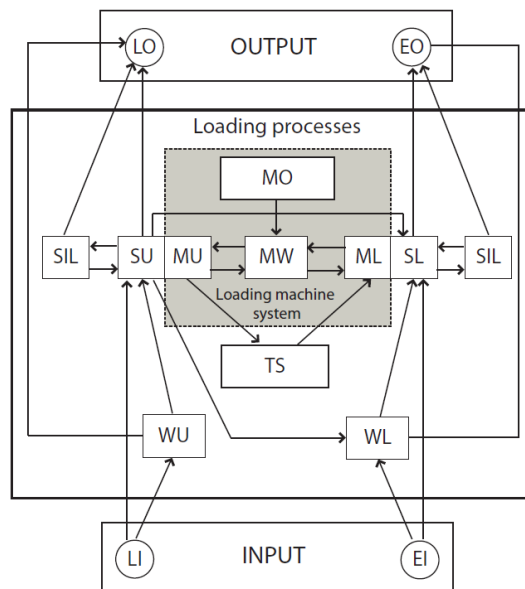 LO
OUTPUT
EO
Loading processes
MO
SIL
SU
MU
MW
ML
SL
SIL
Loading machine
system
TS
WU
WL
LI
INPUT
EI